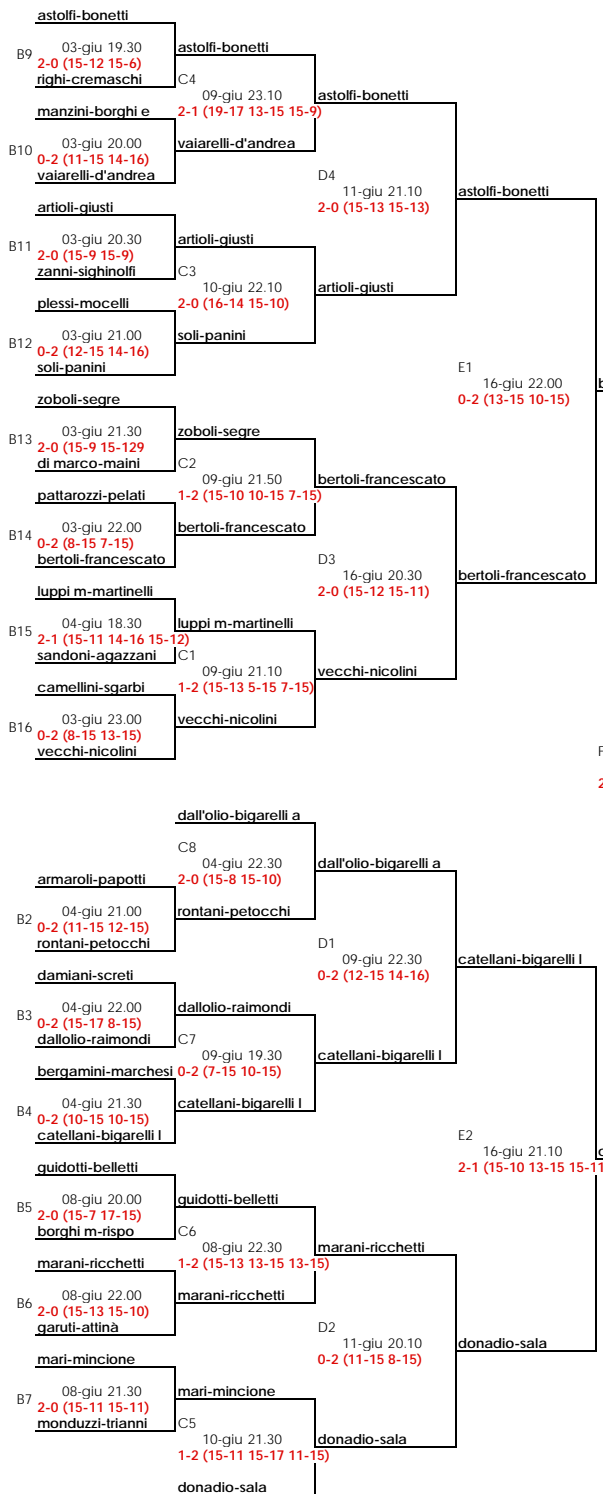 astolfi-bonetti
B9
03-giu 19.30
2-0 (15-12 15-6)
righi-cremaschi
astolfi-bonetti
C4
09-giu 23.10
2-1 (19-17 13-15 15-9)
manzini-borghi e
B10
03-giu 20.00
0-2 (11-15 14-16)
vaiarelli-d'andrea
vaiarelli-d'andrea
astolfi-bonetti
D4
11-giu 21.10
2-0 (15-13 15-13)
artioli-giusti
B11
03-giu 20.30
2-0 (15-9 15-9)
zanni-sighinolfi
artioli-giusti
C3
10-giu 22.10
2-0 (16-14 15-10)
plessi-mocelli
B12
03-giu 21.00
0-2 (12-15 14-16)
soli-panini
soli-panini
artioli-giusti
astolfi-bonetti
E1
16-giu 22.00
0-2 (13-15 10-15)
b
zoboli-segre
B13
03-giu 21.30
2-0 (15-9 15-129
di marco-maini
zoboli-segre
C2
09-giu 21.50
1-2 (15-10 10-15 7-15)
pattarozzi-pelati
B14
03-giu 22.00
0-2 (8-15 7-15)
bertoli-francescato
bertoli-francescato
bertoli-francescato
D3
16-giu 20.30
2-0 (15-12 15-11)
bertoli-francescato
luppi m-martinelli
B15
04-giu 18.30
2-1 (15-11 14-16 15-12)
sandoni-agazzani
luppi m-martinelli
C1
09-giu 21.10
1-2 (15-13 5-15 7-15)
camellini-sgarbi
B16
03-giu 23.00
0-2 (8-15 13-15)
vecchi-nicolini
vecchi-nicolini
vecchi-nicolini
2
dall'olio-bigarelli a
C8
04-giu 22.30
2-0 (15-8 15-10)
armaroli-papotti
B2
04-giu 21.00
0-2 (11-15 12-15)
rontani-petocchi
rontani-petocchi
dall'olio-bigarelli a
D1
09-giu 22.30
0-2 (12-15 14-16)
damiani-screti
B3
04-giu 22.00
0-2 (15-17 8-15)
dallolio-raimondi
dallolio-raimondi
C7
09-giu 19.30
0-2 (7-15 10-15)
bergamini-marchesi
B4
04-giu 21.30
0-2 (10-15 10-15)
catellani-bigarelli l
catellani-bigarelli l
catellani-bigarelli l
catellani-bigarelli l
E2
16-giu 21.10
2-1 (15-10 13-15 15-11
guidotti-belletti
B5
08-giu 20.00
2-0 (15-7 17-15)
borghi m-rispo
guidotti-belletti
C6
08-giu 22.30
1-2 (15-13 13-15 13-15)
marani-ricchetti
B6
08-giu 22.00
2-0 (15-13 15-10)
garuti-attinà
marani-ricchetti
marani-ricchetti
D2
11-giu 20.10
0-2 (11-15 8-15)
donadio-sala
mari-mincione
B7
08-giu 21.30
2-0 (15-11 15-11)
monduzzi-trianni
mari-mincione
C5
10-giu 21.30
1-2 (15-11 15-17 11-15)
donadio-sala
donadio-sala